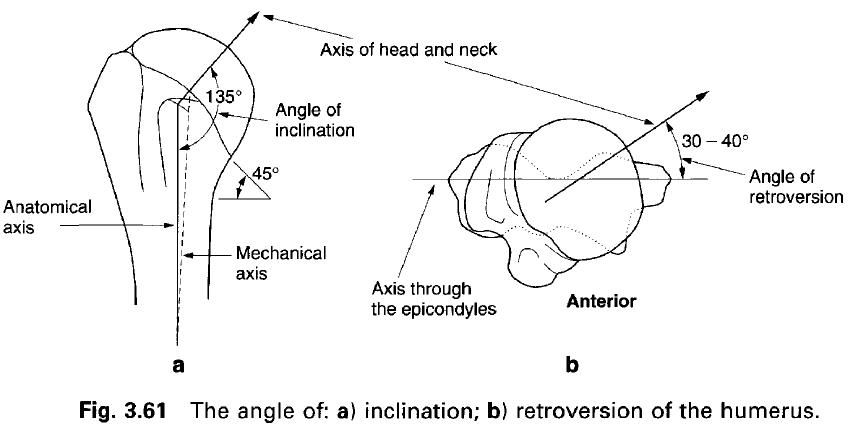 Axis of head and neck
135°
Angle of
inclination
45°
Anatomical
axis
Mechanical
axis
a
30 – 40°
Angle of
retroversion
Axis through
the epicondyles
Anterior
b
Fig. 3.61 The angle of: a) inclination; b) retroversion of the humerus.